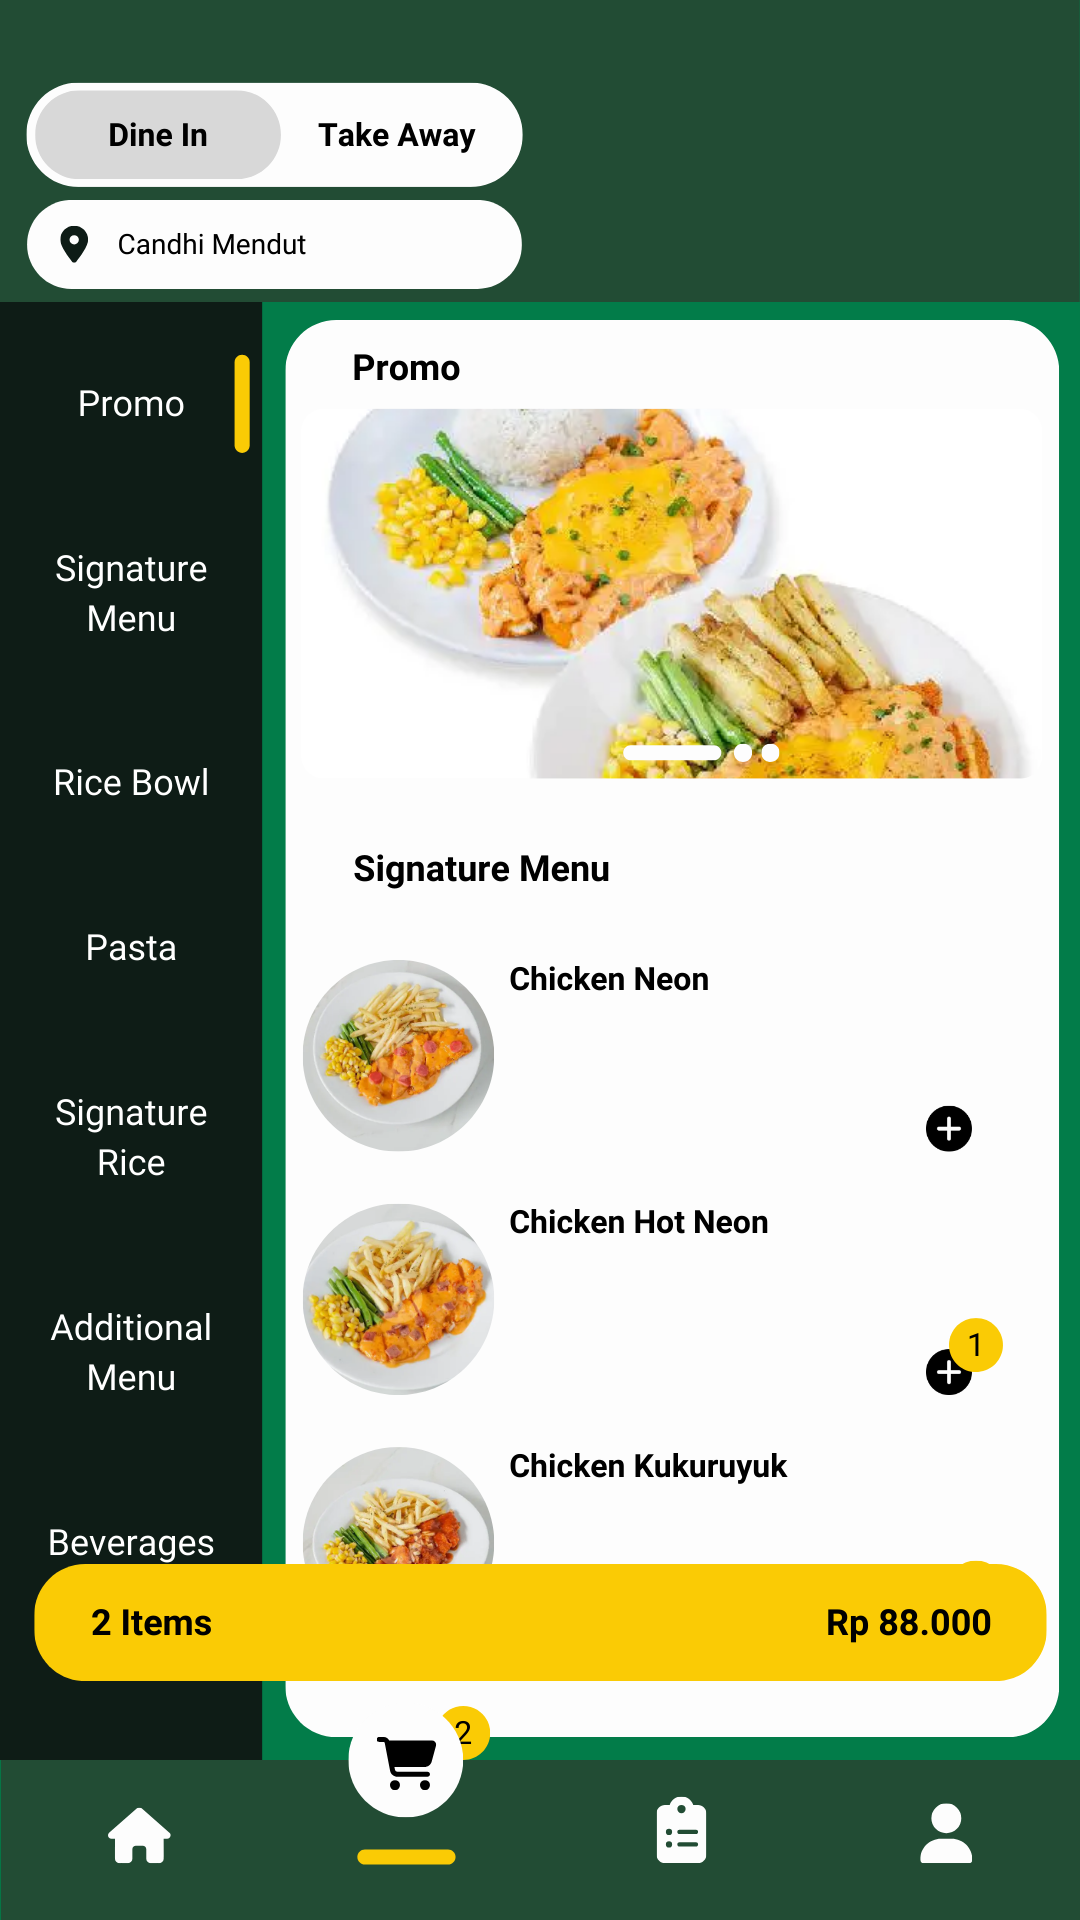 Dine In
Take Away
Candhi Mendut
Promo
Signature
Menu
Rice Bowl
Pasta
Signature
Rice
Additional
Menu
Beverages
Promo
Signature Menu
Chicken Neon
Chicken Hot Neon
1
Chicken Kukuruyuk
2 Items
Rp 88.000
2